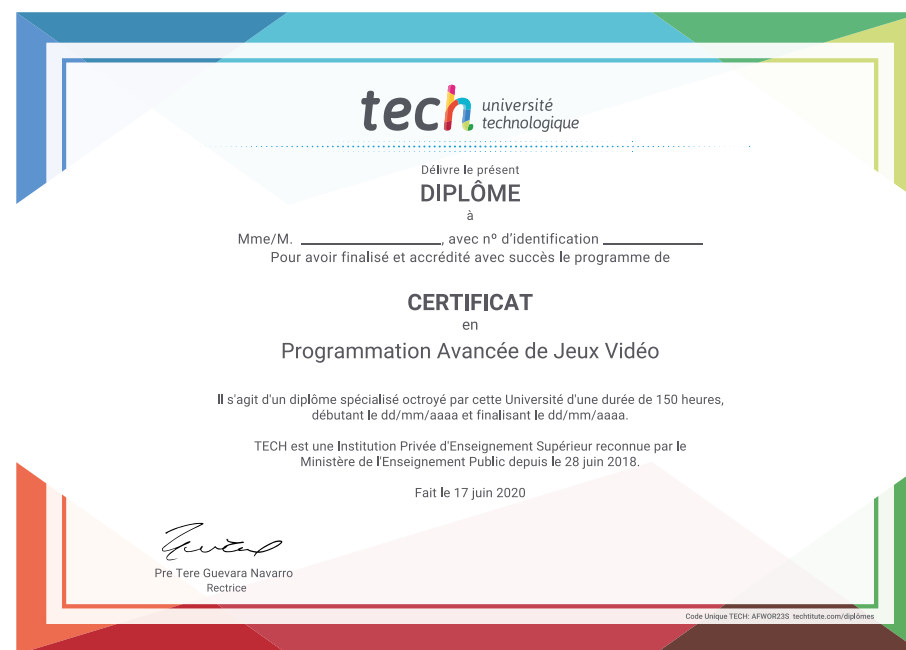 tech université
technologique
Délivre le présent
DIPLÔME
à
Mme/M. ____________________, avec nº d'identification ______________
Pour avoir finalisé et accrédité avec succès le programme de
CERTIFICAT
en
Programmation Avancée de Jeux Vidéo
Il s'agit d'un diplôme spécialisé octroyé par cette Université d'une durée de 150 heures,
débutant le dd/mm/aaaa et finalisant le dd/mm/aaaa.
TECH est une Institution Privée d'Enseignement Supérieur reconnue par le
Ministère de l'Enseignement Public depuis le 28 juin 2018.
Fait le 17 juin 2020
Pre Tere Guevara Navarro
Rectrice
Code Unique TECH: AFWOR23S techtitute.com/diplômes